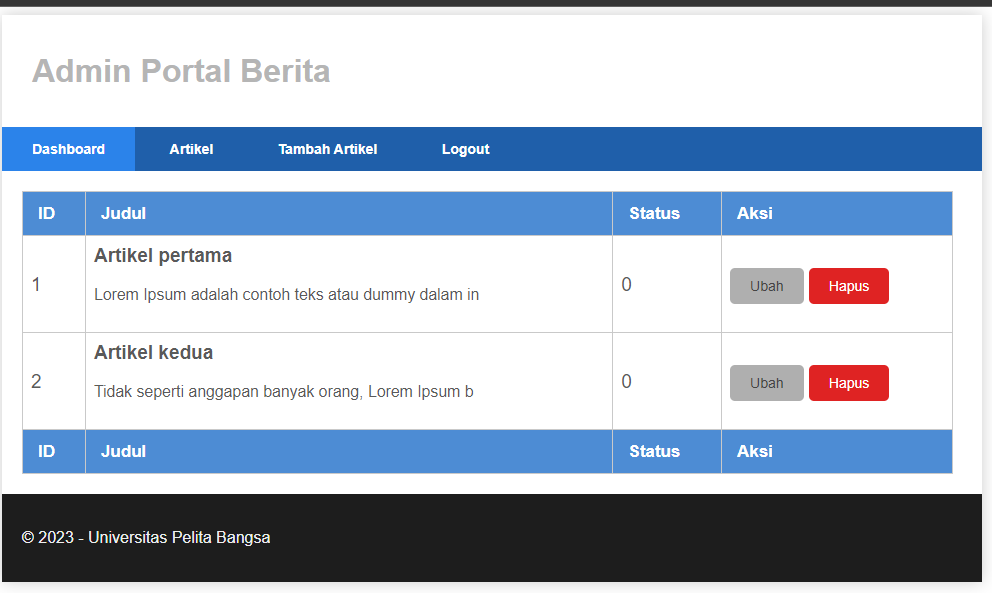 Admin Portal Berita
Dashboard Artikel Tambah Artikel Logout
ID Judul Status Aksi
Artikel pertama
1 0 Ubah Hapus
Lorem Ipsum adalah contoh teks atau dummy dalam in
Artikel kedua
2 0 Ubah Hapus
Tidak seperti anggapan banyak orang, Lorem Ipsum b
ID Judul Status Aksi
© 2023 - Universitas Pelita Bangsa